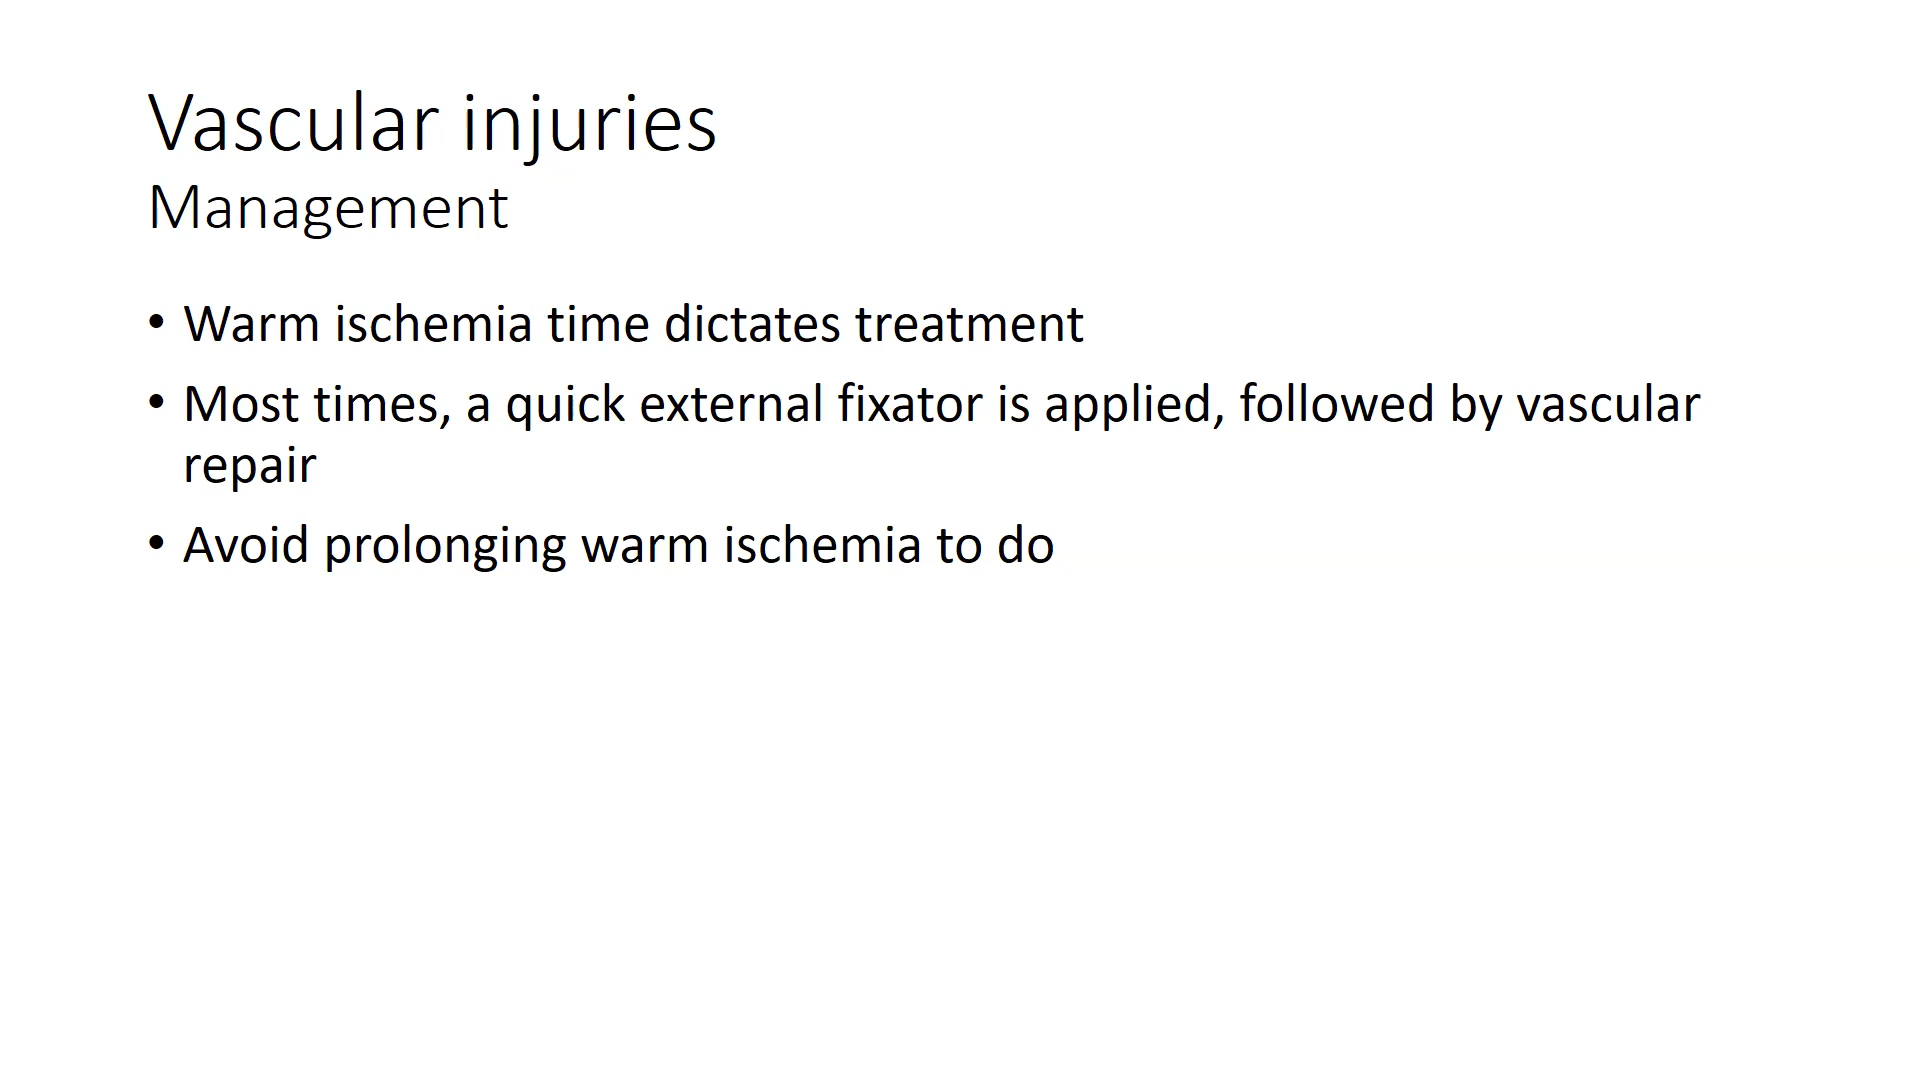 Vascular injuries
Management
• Warm ischemia time dictates treatment
• Most times, a quick external fixator is applied, followed by vascular
repair
• Avoid prolonging warm ischemia to do